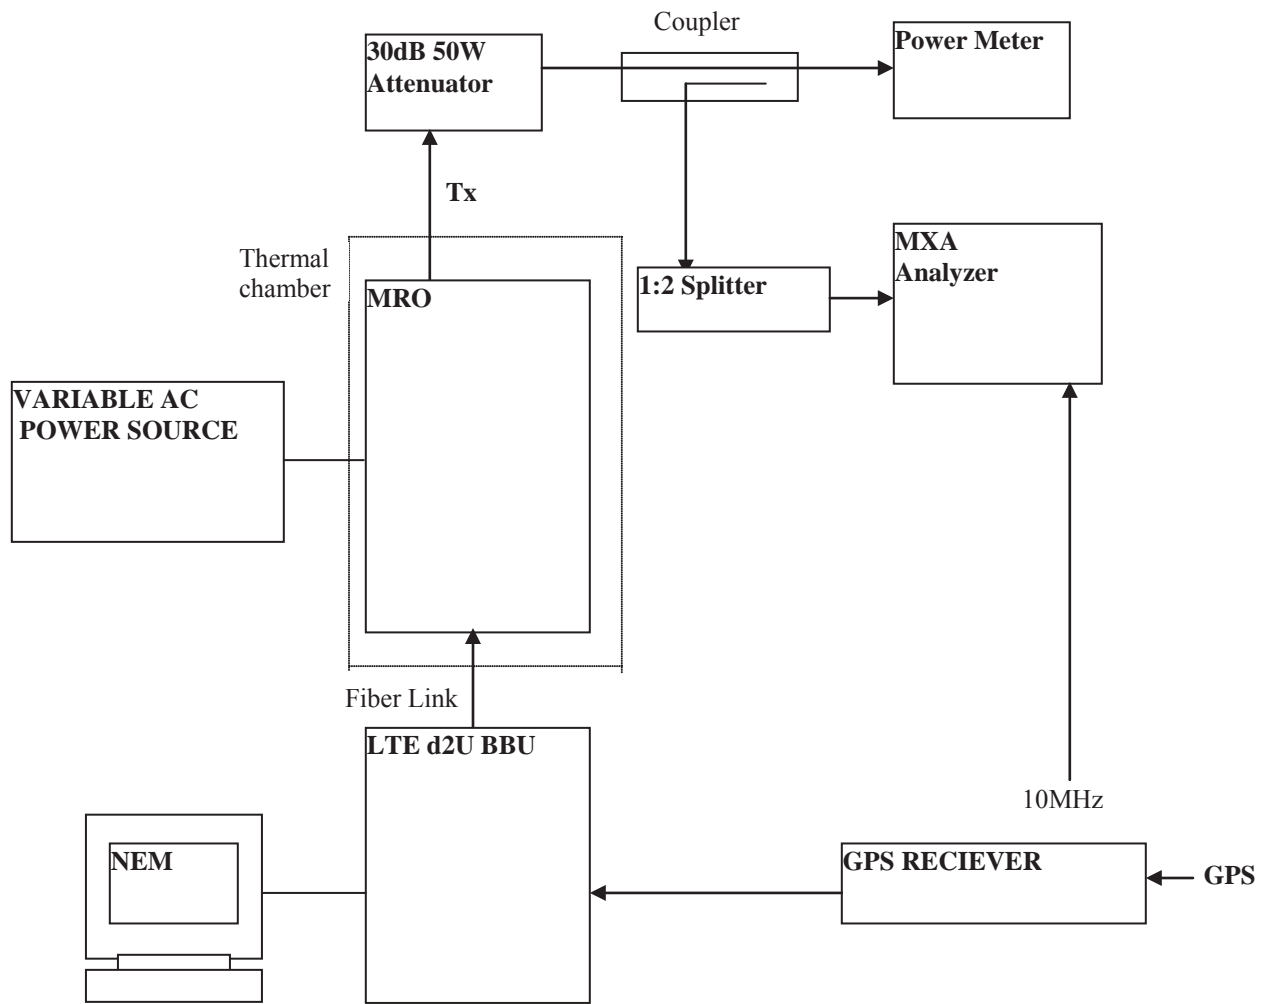 Coupler
30dB 50W
Attenuator
Power Meter
Tx
Thermal
chamber
MRO
1:2 Splitter
MXA
Analyzer
VARIABLE AC
POWER SOURCE
Fiber Link
LTE d2U BBU
10MHz
NEM
GPS RECIEVER
GPS